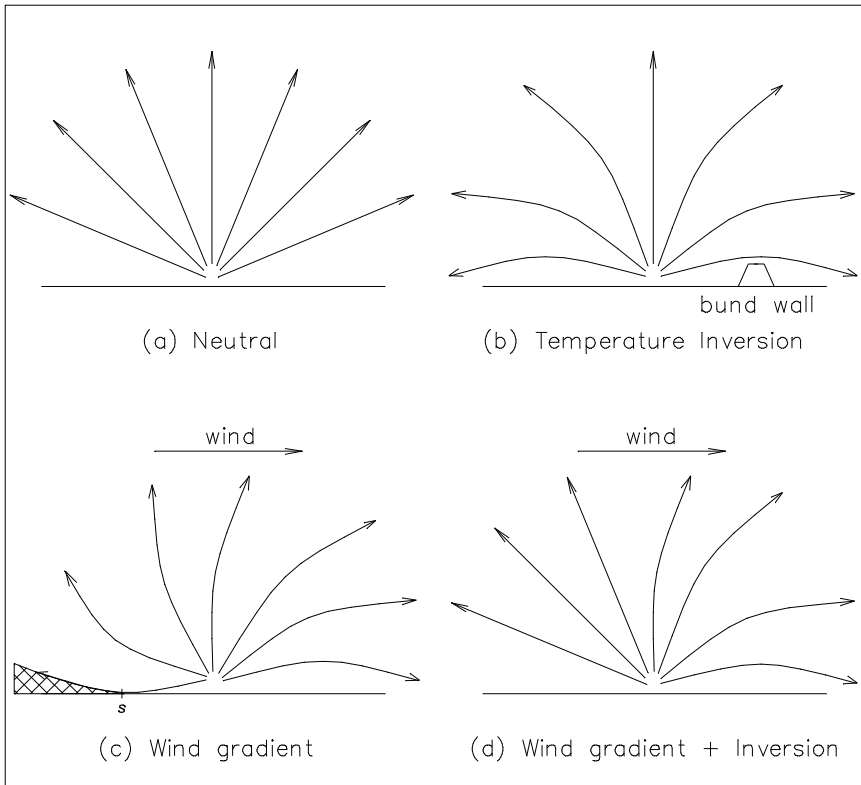 bund wall
(a) Neutral
(b) Temperature Inversion
wind
wind
s
(c) Wind gradient
(d) Wind gradient + Inversion